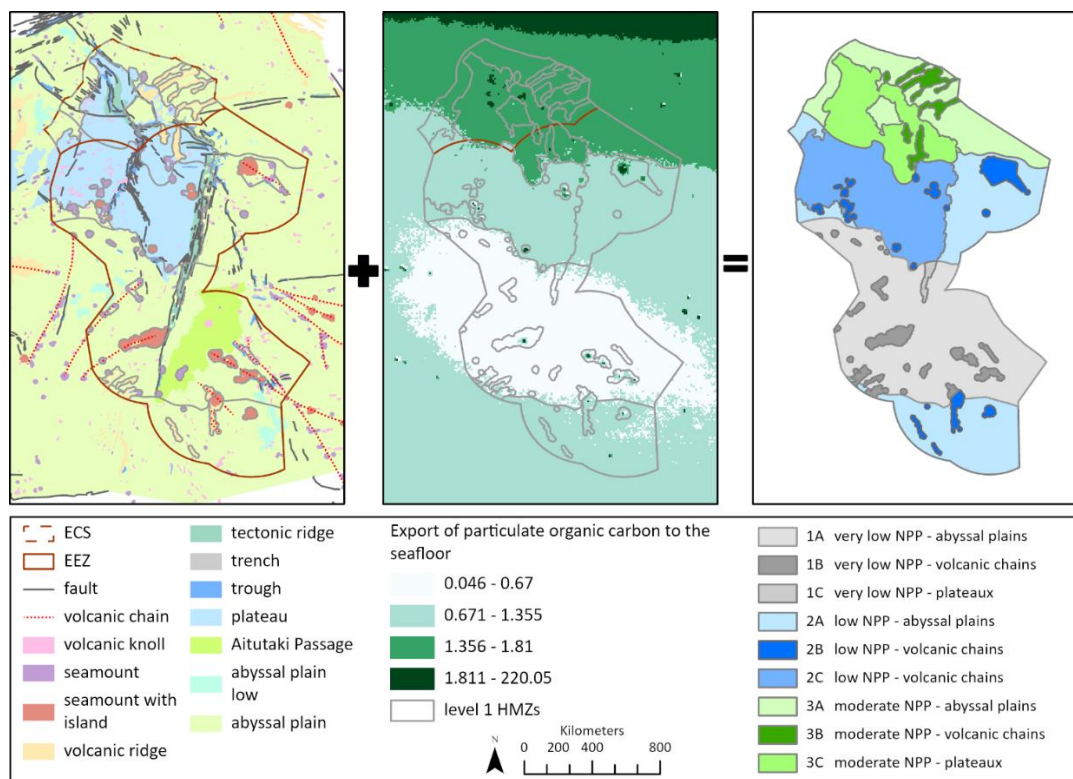 ECS
EEZ
fault
volcanic chain
volcanic knoll
seamount
seamount with
island
volcanic ridge
tectonic ridge
trench
trough
plateau
Aitutaki Passage
abyssal plain
low
abyssal plain
Export of particulate organic carbon to the
seafloor
0.046 - 0.67
0.671 - 1.355
1.356 - 1.81
1.811 - 220.05
level 1 HMZs
N
Kilometers
0 200 400 800
1A very low NPP - abyssal plains
1B very low NPP - volcanic chains
1C very low NPP - plateaux
2A low NPP - abyssal plains
2B low NPP - volcanic chains
2C low NPP - volcanic chains
3A moderate NPP - abyssal plains
3B moderate NPP - volcanic chains
3C moderate NPP - plateaux